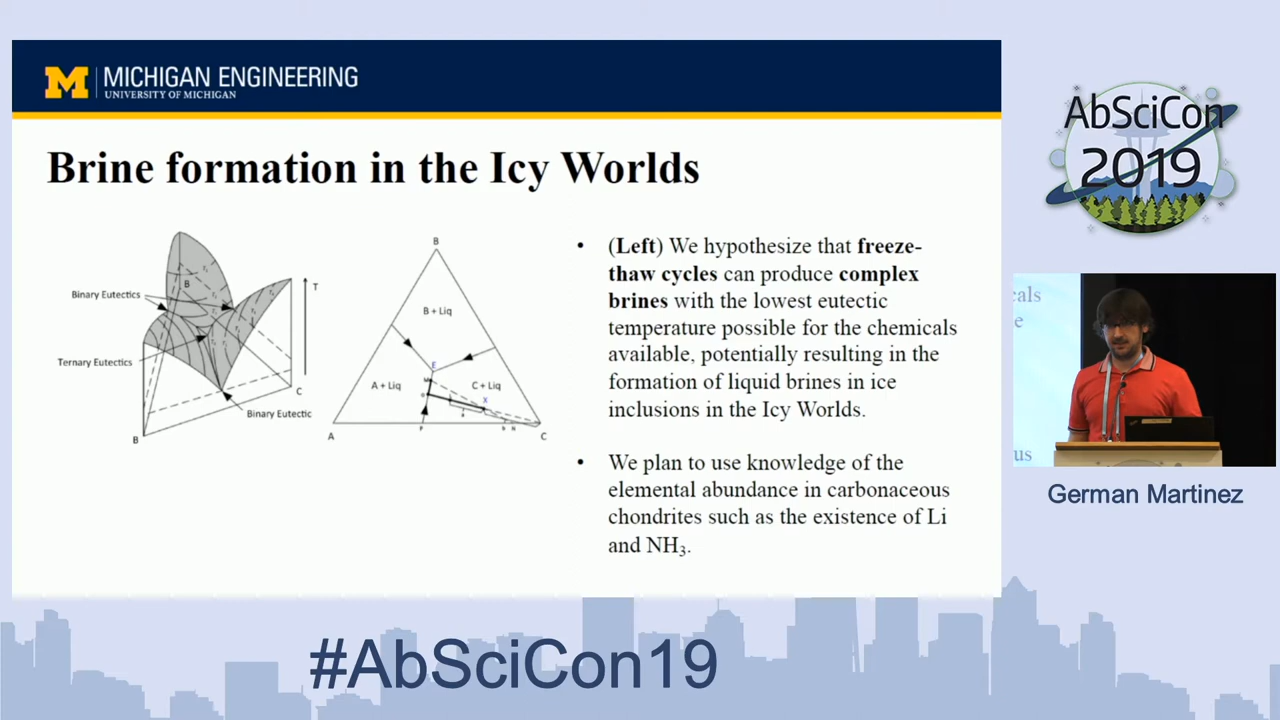 M
MICHIGAN ENGINEERING
UNIVERSITY OF MICHIGAN
Brine formation in the Icy Worlds
Binary Eutectics
Ternary Eutectics
Binary Eutectic
B
B
C
T
B
B + Liq
E
A + Liq
C + Liq
X
A
P
C
• (Left) We hypothesize that freeze-
thaw cycles can produce complex
brines with the lowest eutectic
temperature possible for the chemicals
available, potentially resulting in the
formation of liquid brines in ice
inclusions in the Icy Worlds.
• We plan to use knowledge of the
elemental abundance in carbonaceous
chondrites such as the existence of Li
and NH₃.
AbSciCon
2019
cals
e
us
German Martinez
#AbSciCon19